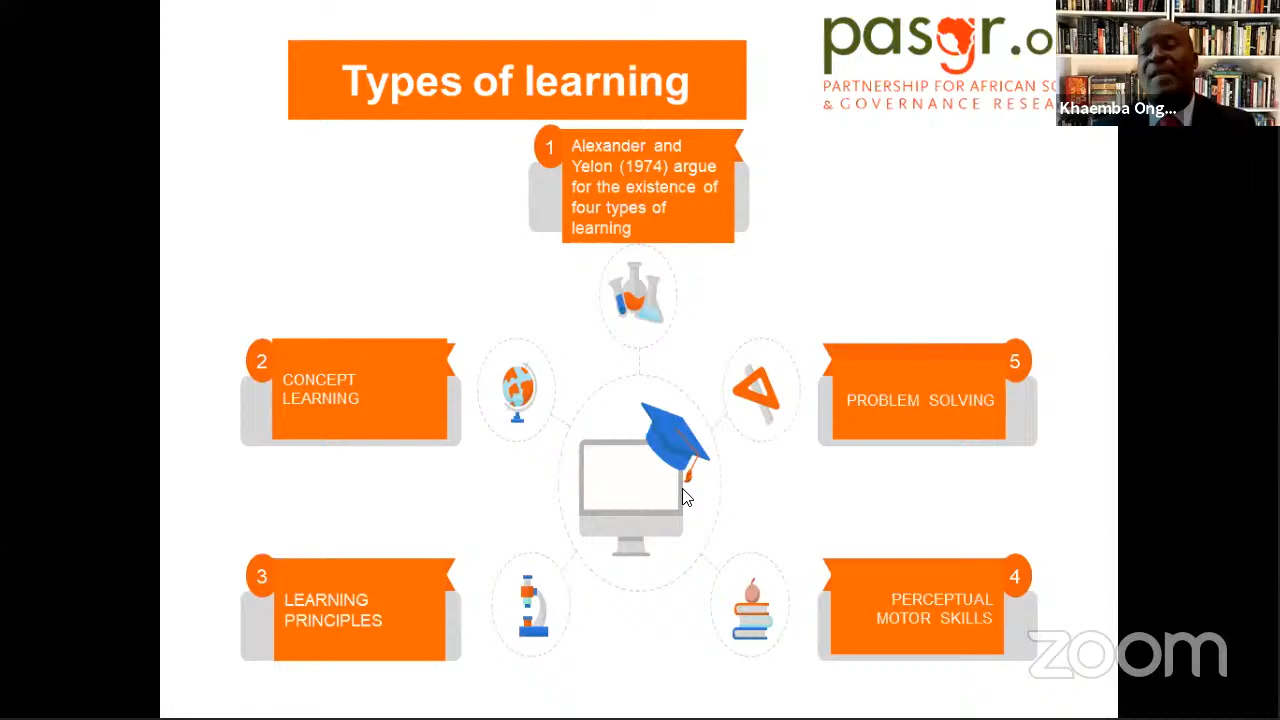 Types of learning
pasgr.o
PARTNERSHIP FOR AFRICAN SO
& GOVERNANCE RESEA
Khaemba Ong...
1
Alexander and
Yelon (1974) argue
for the existence of
four types of
learning
2
CONCEPT
LEARNING
5
PROBLEM SOLVING
3
LEARNING
PRINCIPLES
4
PERCEPTUAL
MOTOR SKILLS
zoom